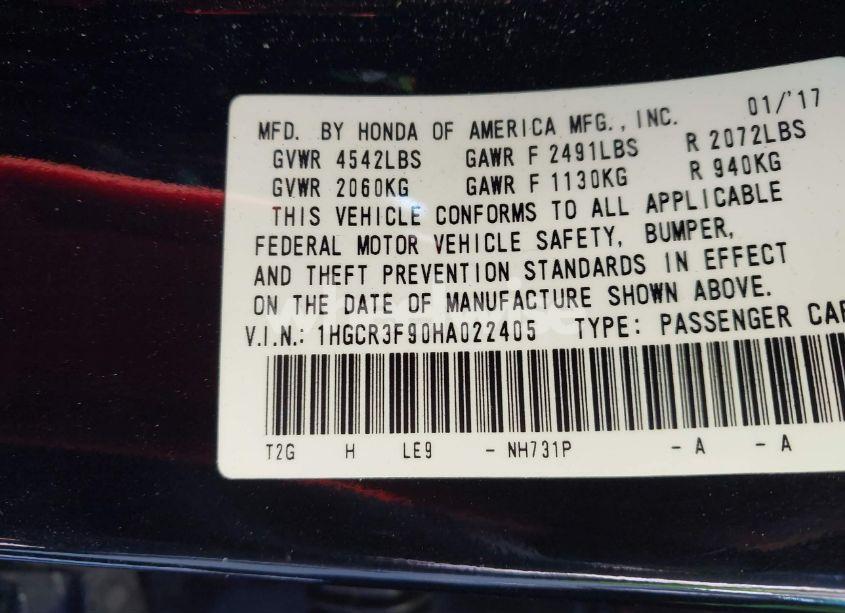 MFD. BY HONDA OF AMERICA MFG., INC. 01/'17
GVWR 4542LBS GAWR F 2491LBS R 2072LBS
GVWR 2060KG GAWR F 1130KG R 940KG
THIS VEHICLE CONFORMS TO ALL APPLICABLE
FEDERAL MOTOR VEHICLE SAFETY, BUMPER,
AND THEFT PREVENTION STANDARDS IN EFFECT
ON THE DATE OF MANUFACTURE SHOWN ABOVE.
V.I.N.: 1HGCR3F90HA022405 TYPE: PASSENGER CAR
T2G H LE9 - NH731P - A - A